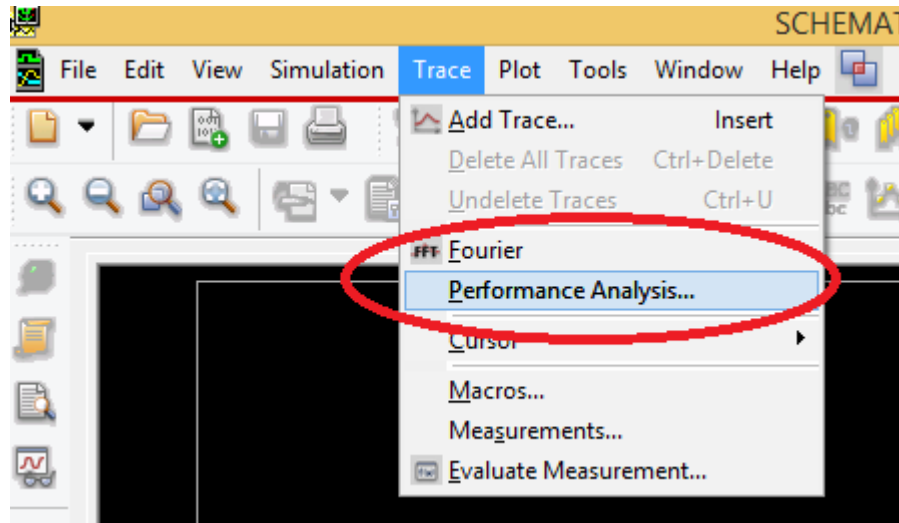 SCHEMAT
File Edit View Simulation Trace Plot Tools Window Help
Add Trace... Insert
Delete All Traces Ctrl+Delete
Undelete Traces Ctrl+U
FFT Fourier
Performance Analysis...
Cursor
Macros...
Measurements...
Evaluate Measurement...